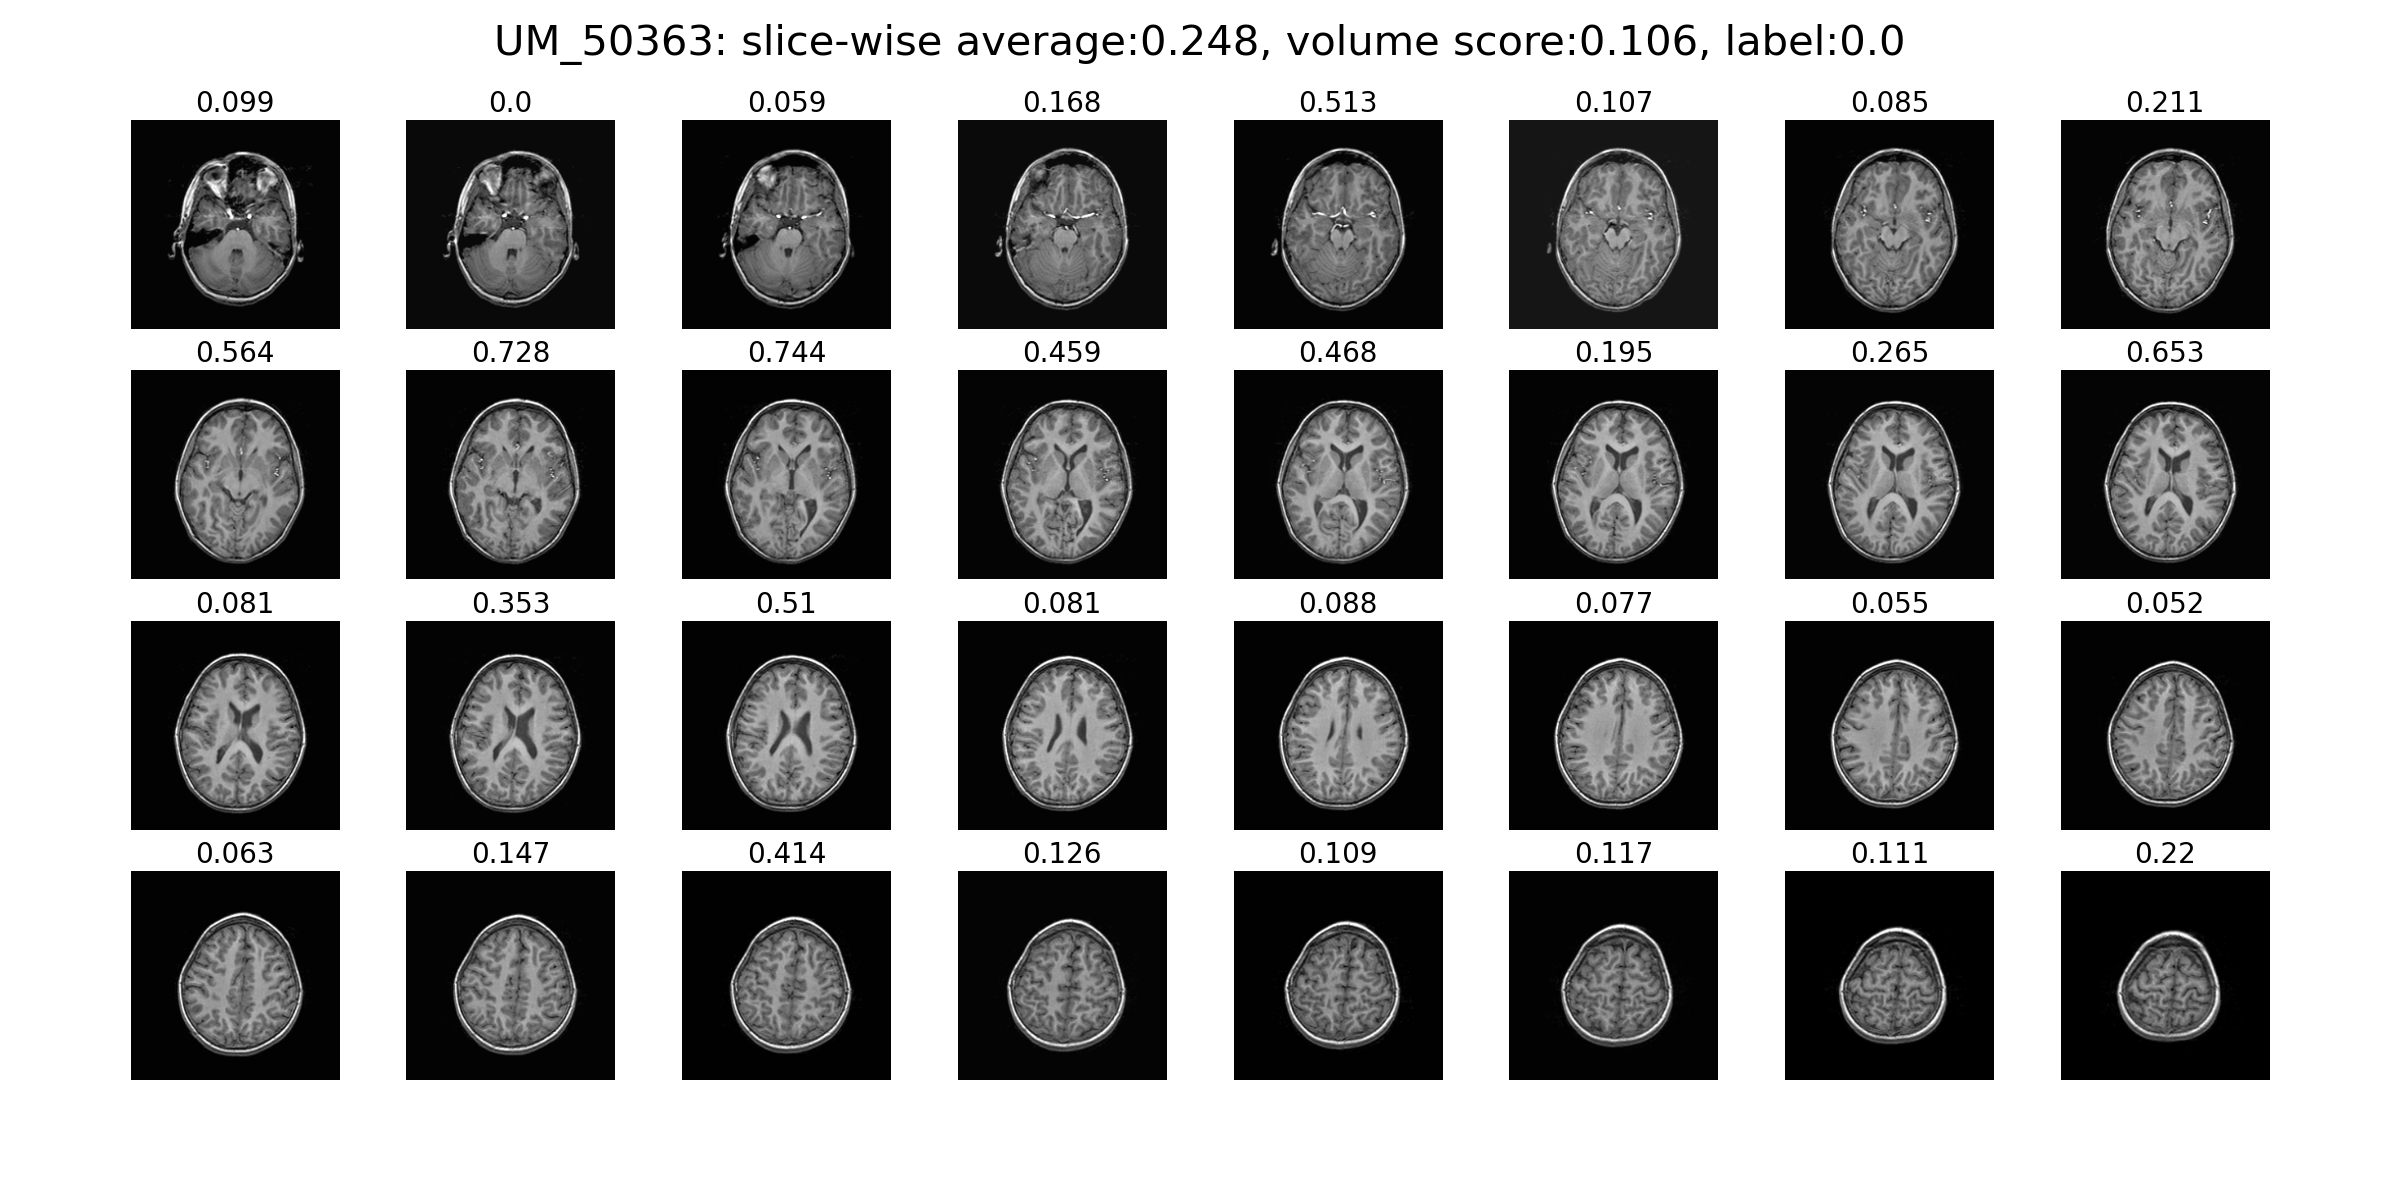 UM_50363: slice-wise average:0.248, volume score:0.106, label:0.0
0.099 0.0 0.059 0.168 0.513 0.107 0.085 0.211
0.564 0.728 0.744 0.459 0.468 0.195 0.265 0.653
0.081 0.353 0.51 0.081 0.088 0.077 0.055 0.052
0.063 0.147 0.414 0.126 0.109 0.117 0.111 0.22